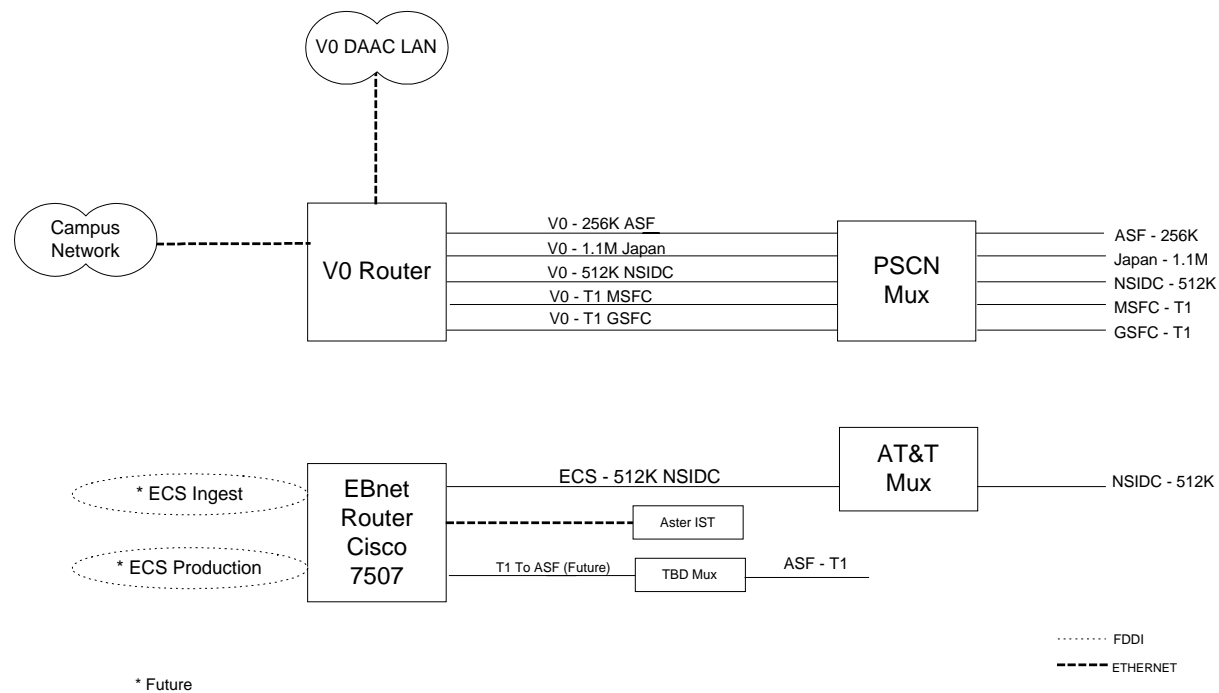 V0 DAAC LAN
Campus
Network
V0 Router
V0 - 256K ASF
V0 - 1.1M Japan
V0 - 512K NSIDC
V0 - T1 MSFC
V0 - T1 GSFC
PSCN
Mux
ASF - 256K
Japan - 1.1M
NSIDC - 512K
MSFC - T1
GSFC - T1
* ECS Ingest
* ECS Production
EBnet
Router
Cisco
7507
ECS - 512K NSIDC
AT&T
Mux
NSIDC - 512K
Aster IST
T1 To ASF (Future)
TBD Mux
ASF - T1
FDDI
ETHERNET
* Future